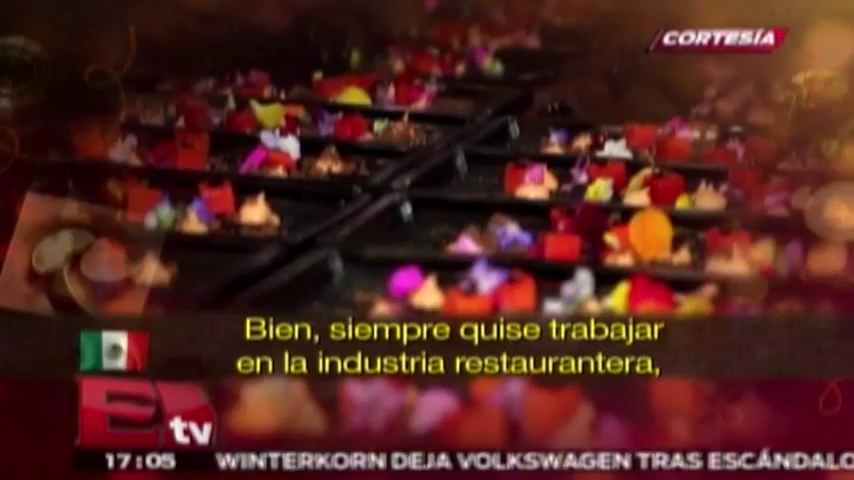 CORTESÍA
Bien, siempre quise trabajar
en la industria restaurantera,
E tv
17:05 WINTERKORN DEJA VOLKSWAGEN TRAS ESCÁNDALO